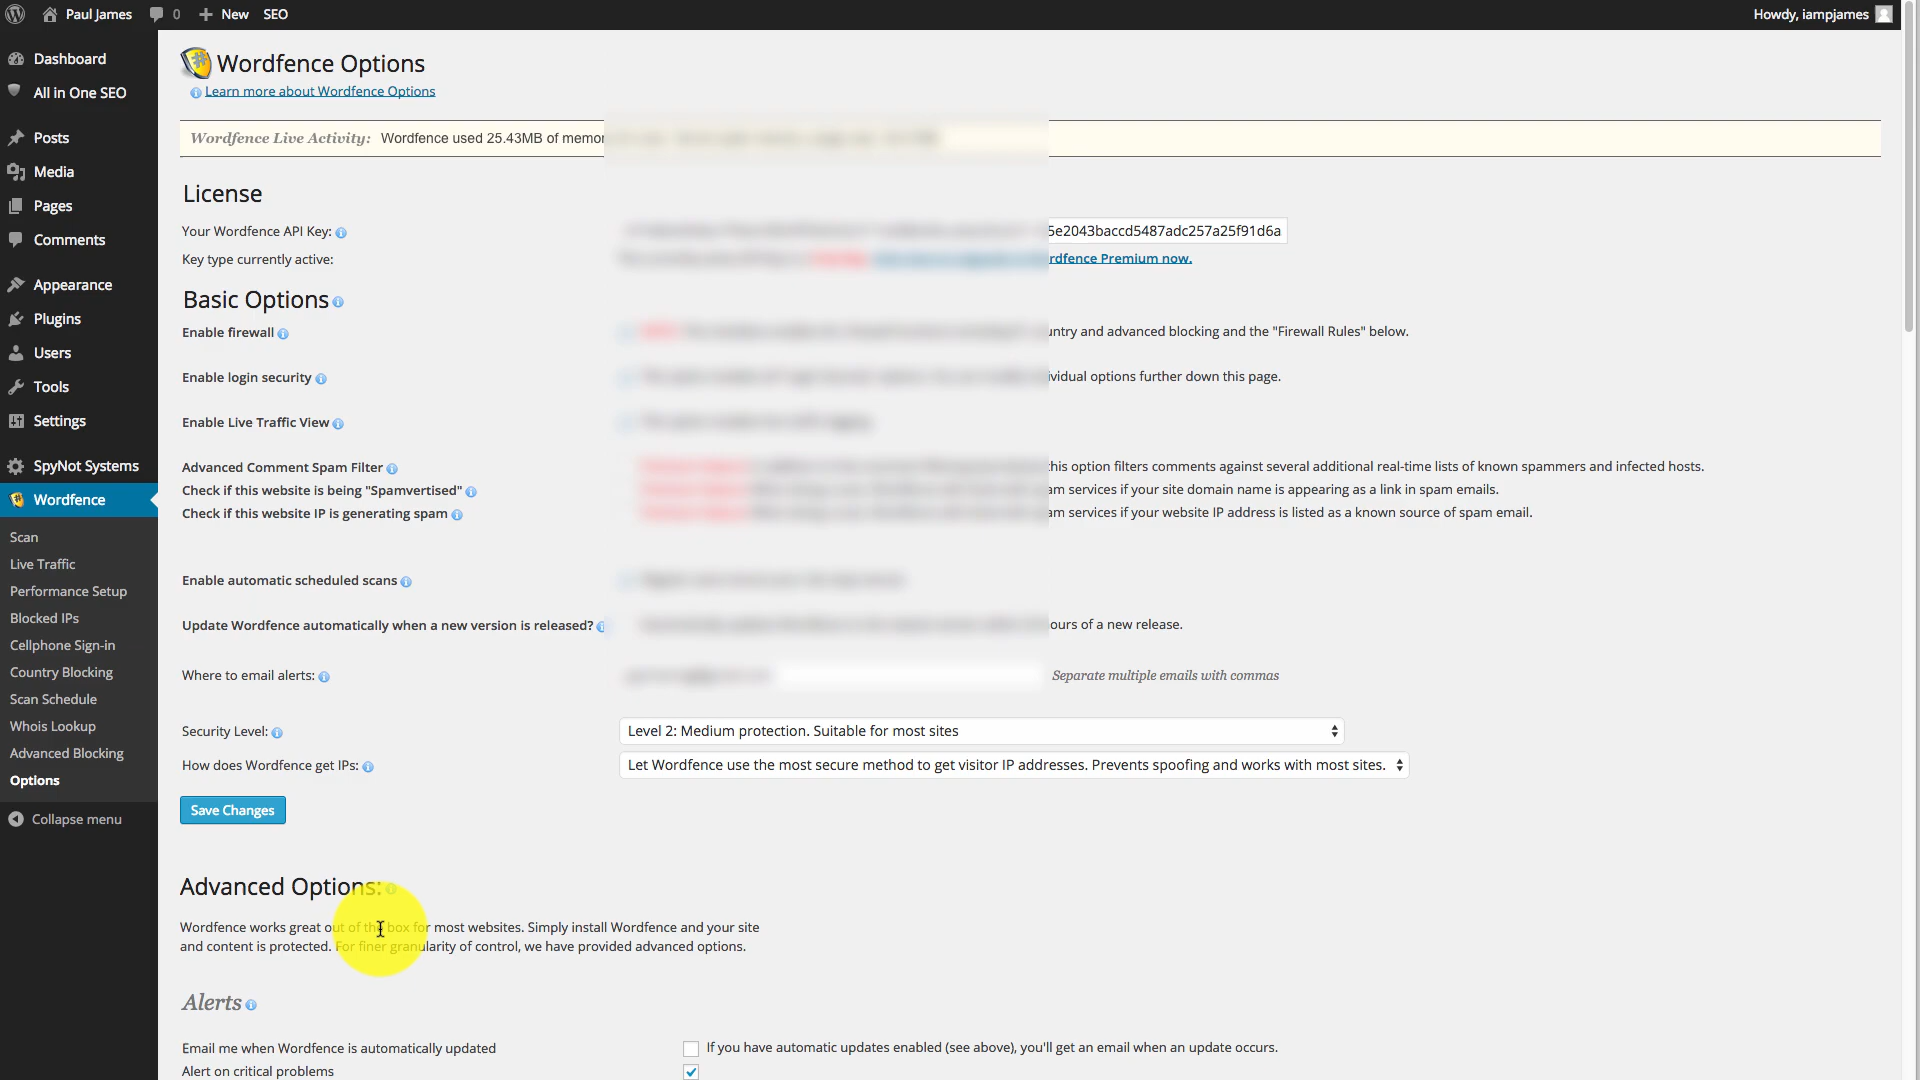 Paul James 0 New SEO Howdy, iampjames
Dashboard
All in One SEO
Posts
Media
Pages
Comments
Appearance
Plugins
Users
Tools
Settings
SpyNot Systems
Wordfence
Scan
Live Traffic
Performance Setup
Blocked IPs
Cellphone Sign-in
Country Blocking
Scan Schedule
Whois Lookup
Advanced Blocking
Options
Collapse menu
Wordfence Options
Learn more about Wordfence Options
Wordfence Live Activity: Wordfence used 25.43MB of
License
Your Wordfence API Key: 5e2043baccd5487adc257a25f91d6a
Key type currently active: Premium now.
Basic Options
Enable firewall and advanced blocking and the "Firewall Rules" below.
Enable login security options further down this page.
Enable Live Traffic View
Advanced Comment Spam Filter this option filters comments against several additional real-time lists of known spammers and infected hosts.
Check if this website is being "Spamvertised" services if your site domain name is appearing as a link in spam emails.
Check if this website IP is generating spam services if your website IP address is listed as a known source of spam email.
Enable automatic scheduled scans
Update Wordfence automatically when a new version is released? of a new release.
Where to email alerts: Separate multiple emails with commas
Security Level: Level 2: Medium protection. Suitable for most sites
How does Wordfence get IPs: Let Wordfence use the most secure method to get visitor IP addresses. Prevents spoofing and works with most sites.
Save Changes
Advanced Options:
Wordfence works great out of the box for most websites. Simply install Wordfence and your site
and content is protected. For finer granularity of control, we have provided advanced options.
Alerts
Email me when Wordfence is automatically updated If you have automatic updates enabled (see above), you'll get an email when an update occurs.
Alert on critical problems